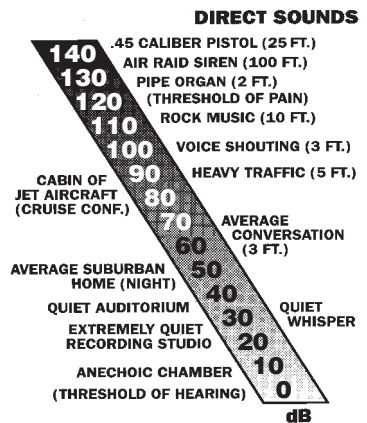 DIRECT SOUNDS
140 .45 CALIBER PISTOL (25 FT.)
AIR RAID SIREN (100 FT.)
130 PIPE ORGAN (2 FT.)
120 (THRESHOLD OF PAIN)
ROCK MUSIC (10 FT.)
110
100 VOICE SHOUTING (3 FT.)
90 HEAVY TRAFFIC (5 FT.)
CABIN OF
JET AIRCRAFT
(CRUISE CONF.)
80
70 AVERAGE
CONVERSATION
(3 FT.)
60
AVERAGE SUBURBAN
HOME (NIGHT)
50
40
QUIET AUDITORIUM
30 QUIET
WHISPER
EXTREMELY QUIET
RECORDING STUDIO
20
10
ANECHOIC CHAMBER
(THRESHOLD OF HEARING) 0
dB